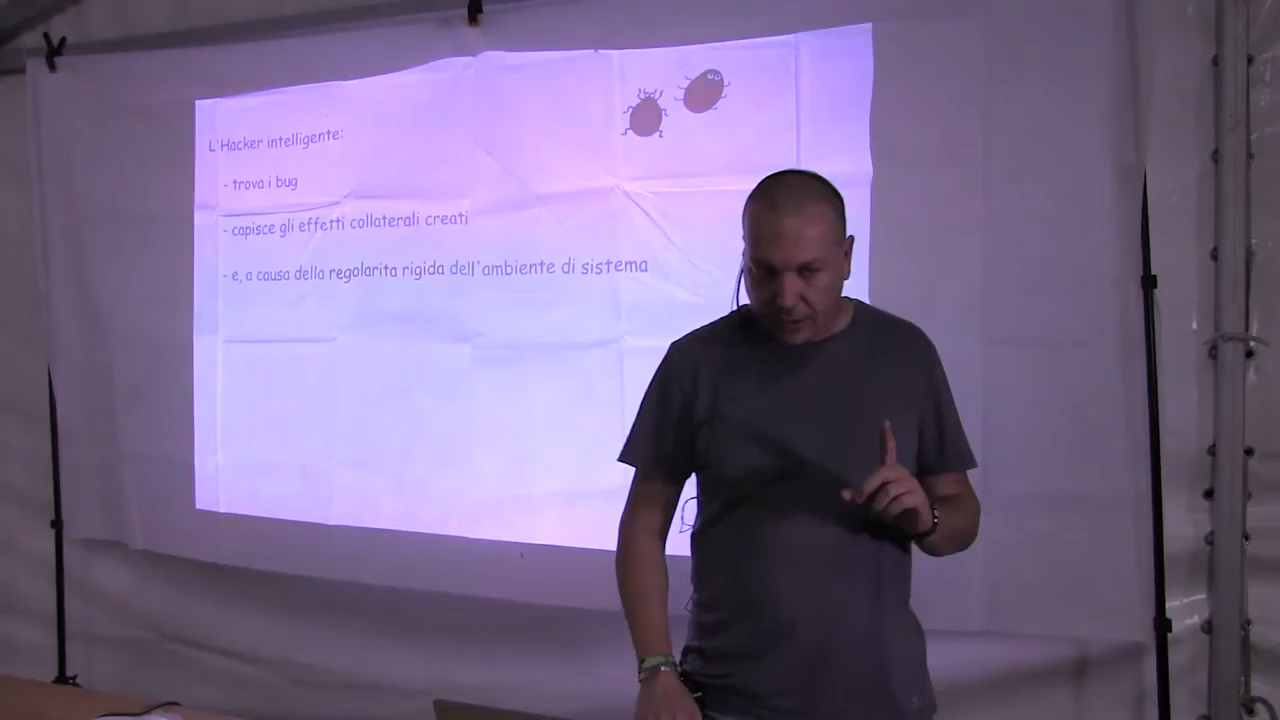 L'Hacker intelligente:
- trova i bug
- capisce gli effetti collaterali creati
- e, a causa della regolarita rigida dell'ambiente di sistema